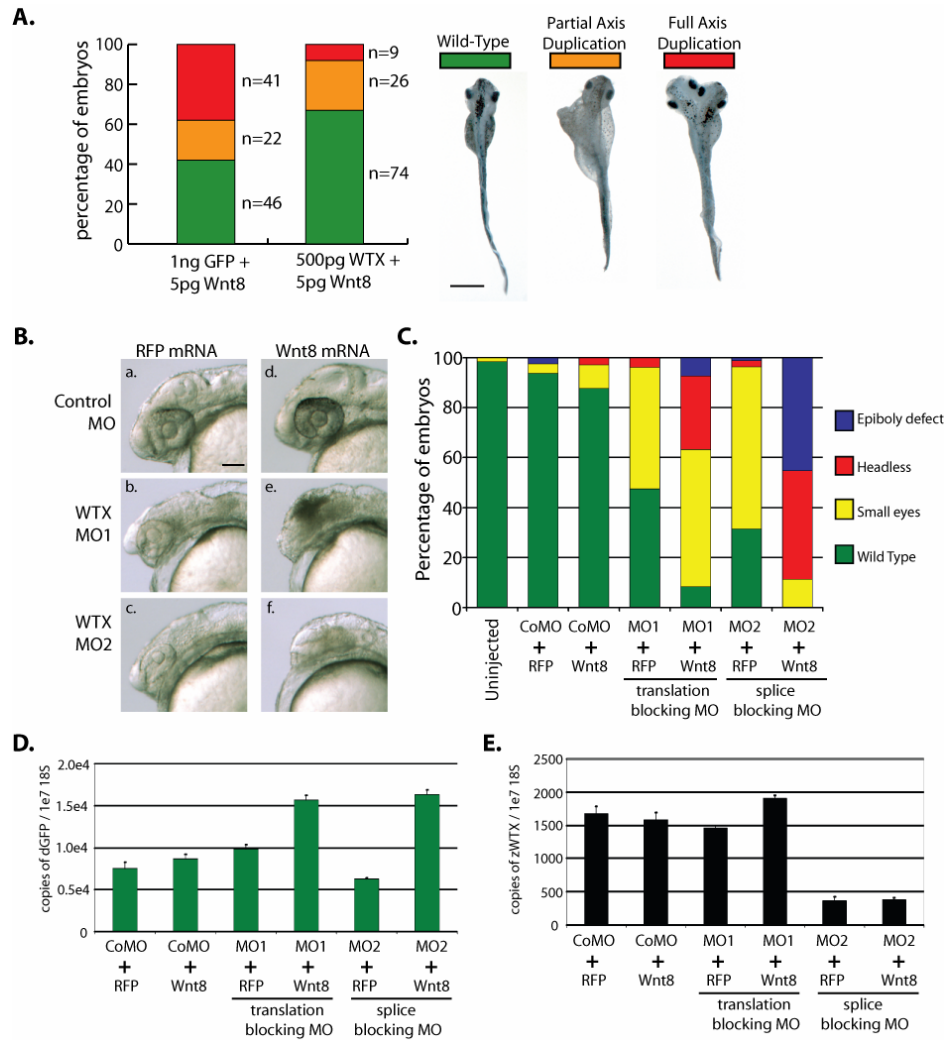 A.
percentage of embryos
100
80
60
40
20
0
n=41
n=22
n=46
n=9
n=26
n=74
1ng GFP +
5pg Wnt8
500pg WTX +
5pg Wnt8
Wild-Type
Partial Axis
Duplication
Full Axis
Duplication
B.
RFP mRNA
Wnt8 mRNA
Control
MO
a.
d.
WTX
MO1
b.
e.
WTX
MO2
c.
f.
C.
Percentage of embryos
100
80
60
40
20
0
Epiboly defect
Headless
Small eyes
Wild Type
Uninjected
CoMO
+
RFP
CoMO
+
Wnt8
MO1
+
RFP
MO1
+
Wnt8
MO2
+
RFP
MO2
+
Wnt8
translation
blocking MO
splice
blocking MO
D.
copies of dGFP / 1e7 18S
2.0e4
1.5e4
1.0e4
0.5e4
0
CoMO
+
RFP
CoMO
+
Wnt8
MO1
+
RFP
MO1
+
Wnt8
MO2
+
RFP
MO2
+
Wnt8
translation
blocking MO
splice
blocking MO
E.
copies of zWTX / 1e7 18S
2500
2000
1500
1000
500
0
CoMO
+
RFP
CoMO
+
Wnt8
MO1
+
RFP
MO1
+
Wnt8
MO2
+
RFP
MO2
+
Wnt8
translation
blocking MO
splice
blocking MO